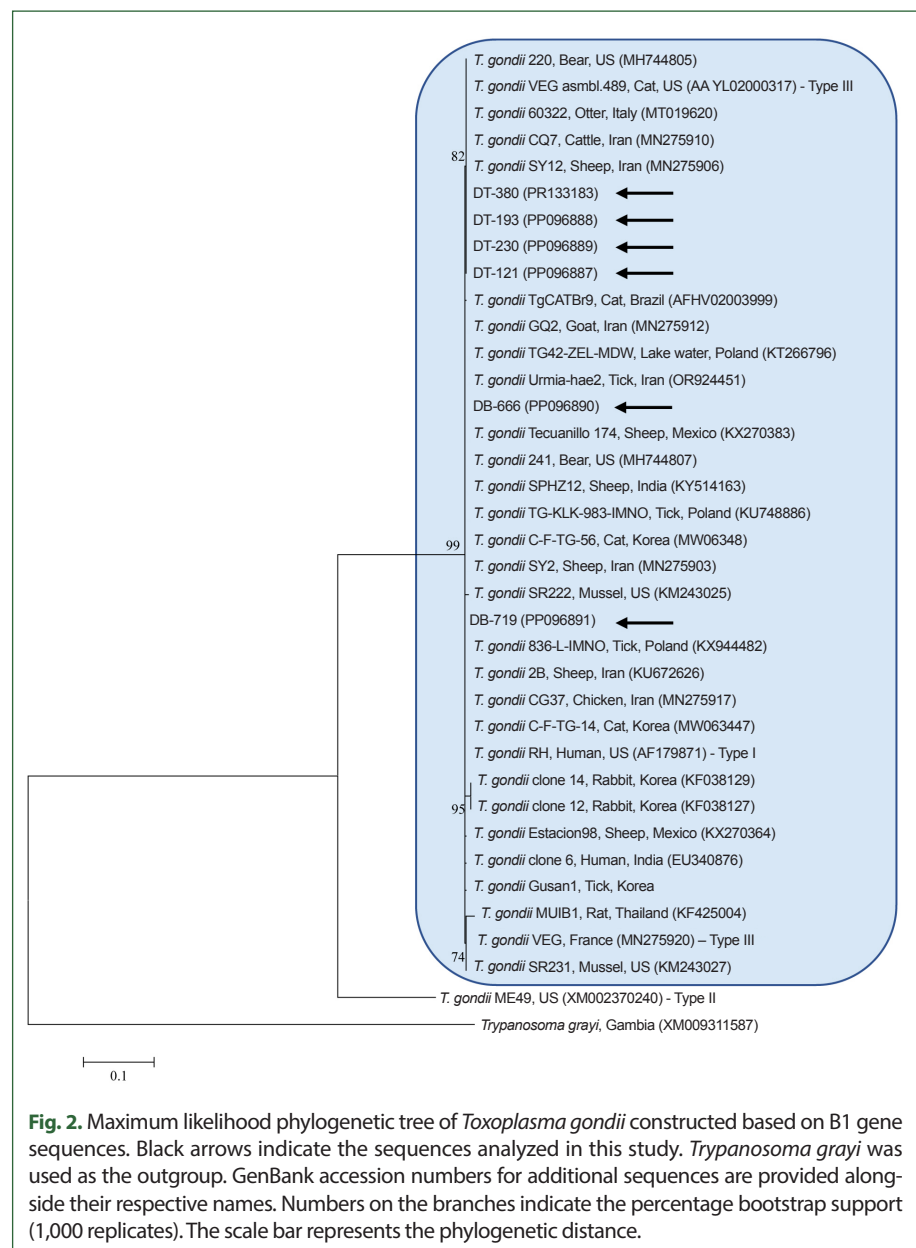 T. gondii 220, Bear, US (MH744805)
T. gondii VEG asmbl.489, Cat, US (AA YL02000317) - Type III
T. gondii 60322, Otter, Italy (MT019620)
T. gondii CQ7, Cattle, Iran (MN275910)
82
T. gondii SY12, Sheep, Iran (MN275906)
DT-380 (PR133183)
DT-193 (PP096888)
DT-230 (PP096889)
DT-121 (PP096887)
T. gondii TgCATBr9, Cat, Brazil (AFHV02003999)
T. gondii GQ2, Goat, Iran (MN275912)
T. gondii TG42-ZEL-MDW, Lake water, Poland (KT266796)
T. gondii Urmia-hae2, Tick, Iran (OR924451)
DB-666 (PP096890)
T. gondii Tecuanillo 174, Sheep, Mexico (KX270383)
T. gondii 241, Bear, US (MH744807)
T. gondii SPHZ12, Sheep, India (KY514163)
T. gondii TG-KLK-983-IMNO, Tick, Poland (KU748886)
T. gondii C-F-TG-56, Cat, Korea (MW06348)
99
T. gondii SY2, Sheep, Iran (MN275903)
T. gondii SR222, Mussel, US (KM243025)
DB-719 (PP096891)
T. gondii 836-L-IMNO, Tick, Poland (KX944482)
T. gondii 2B, Sheep, Iran (KU672626)
T. gondii CG37, Chicken, Iran (MN275917)
T. gondii C-F-TG-14, Cat, Korea (MW063447)
T. gondii RH, Human, US (AF179871) - Type I
T. gondii clone 14, Rabbit, Korea (KF038129)
95
T. gondii clone 12, Rabbit, Korea (KF038127)
T. gondii Estacion98, Sheep, Mexico (KX270364)
T. gondii clone 6, Human, India (EU340876)
T. gondii Gusan1, Tick, Korea
T. gondii MUIB1, Rat, Thailand (KF425004)
T. gondii VEG, France (MN275920) – Type III
74
T. gondii SR231, Mussel, US (KM243027)
T. gondii ME49, US (XM002370240) - Type II
Trypanosoma grayi, Gambia (XM009311587)
0.1
Fig. 2. Maximum likelihood phylogenetic tree of Toxoplasma gondii constructed based on B1 gene
sequences. Black arrows indicate the sequences analyzed in this study. Trypanosoma grayi was
used as the outgroup. GenBank accession numbers for additional sequences are provided along-
side their respective names. Numbers on the branches indicate the percentage bootstrap support
(1,000 replicates). The scale bar represents the phylogenetic distance.